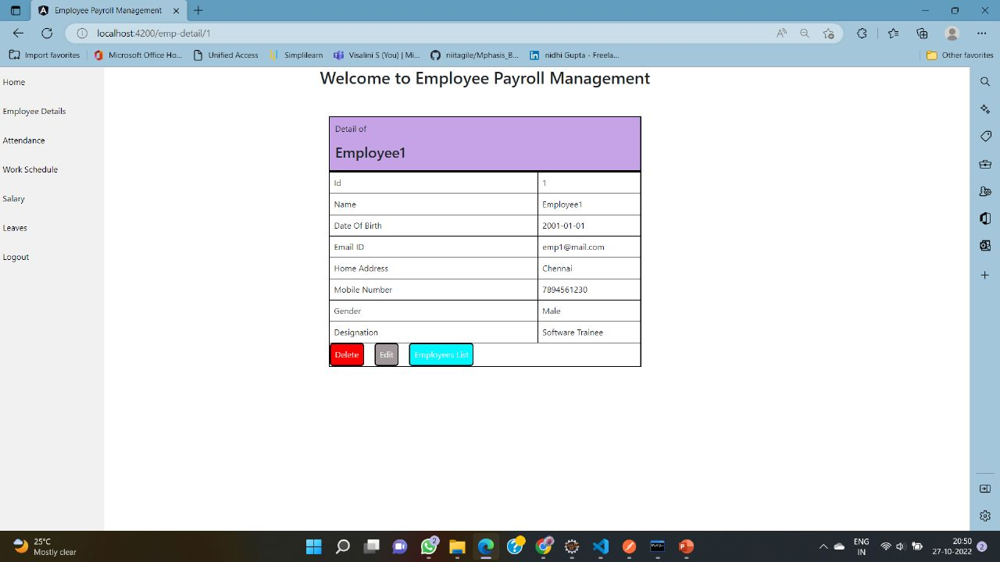 Employee Payroll Management
localhost:4200/emp-detail/1
Import favorites
Microsoft Office Ho...
Unified Access
Simplilearn
Visalini S (You) | Mi...
niitagile/Mphasis_B...
nidhi Gupta - Freela...
Other favorites
Home
Employee Details
Attendance
Work Schedule
Salary
Leaves
Logout
Welcome to Employee Payroll Management
Detail of
Employee1
Id 1
Name Employee1
Date Of Birth 2001-01-01
Email ID emp1@mail.com
Home Address Chennai
Mobile Number 7894561230
Gender Male
Designation Software Trainee
Delete Edit Employees List
25°C
Mostly clear
2
ENG
IN
20:50
27-10-2022
2